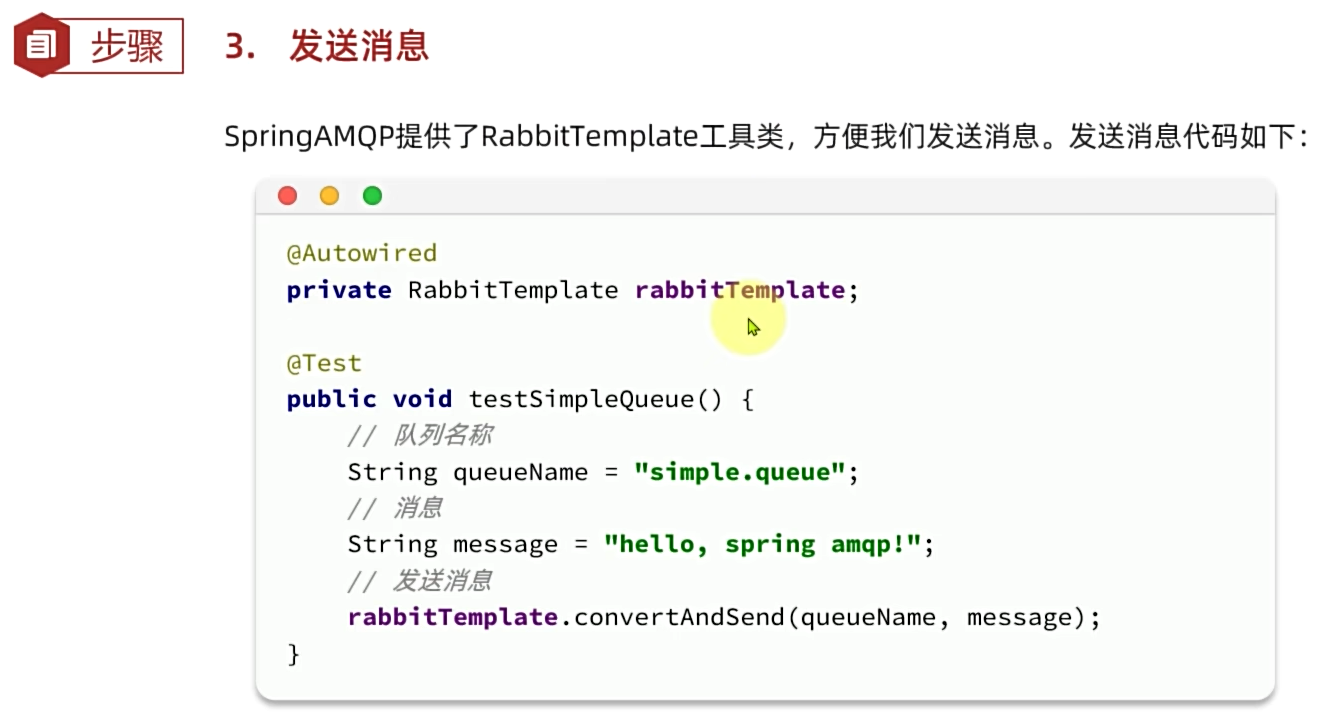 步骤
3. 发送消息
SpringAMQP提供了RabbitTemplate工具类，方便我们发送消息。发送消息代码如下：
@Autowired
private RabbitTemplate rabbitTemplate;
@Test
public void testSimpleQueue() {
    // 队列名称
    String queueName = "simple.queue";
    // 消息
    String message = "hello, spring amqp!";
    // 发送消息
    rabbitTemplate.convertAndSend(queueName, message);
}